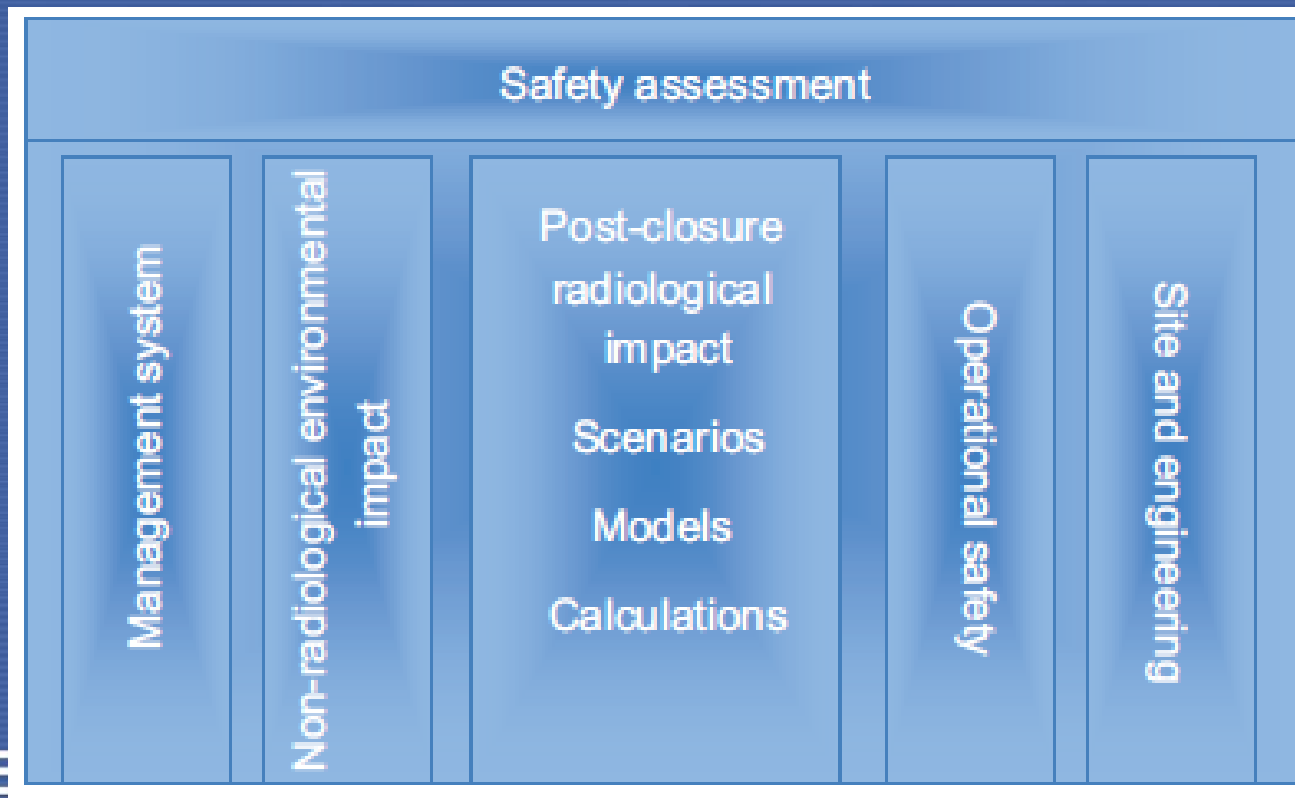 Safety assessment
Management system
Non-radiological environmental
impact
Post-closure
radiological
impact
Scenarios
Models
Calculations
Operational safety
Site and engineering